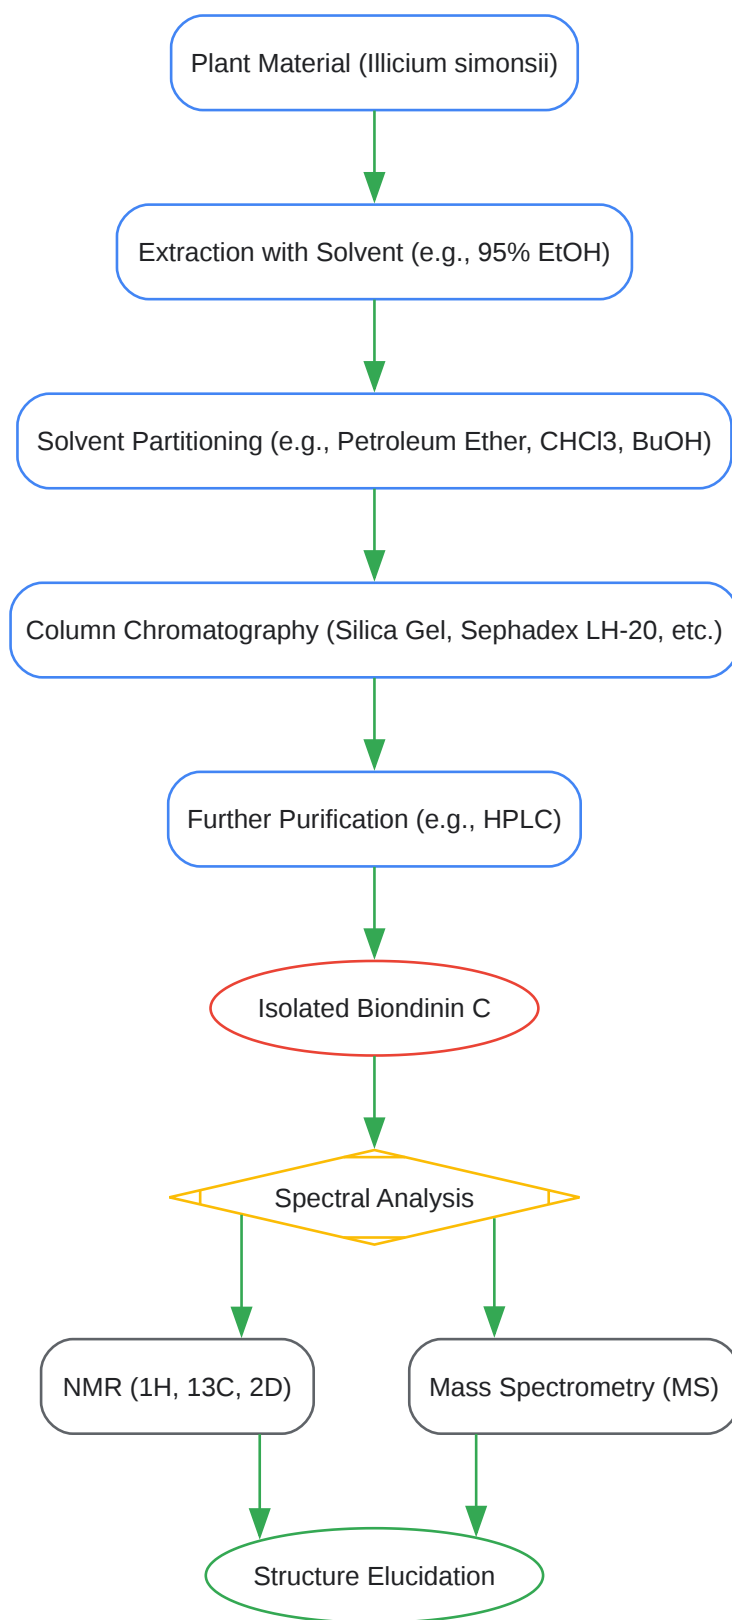 Plant Material (Illicium simonsii)
Extraction with Solvent (e.g., 95% EtOH)
Solvent Partitioning (e.g., Petroleum Ether, CHCl3, BuOH)
Column Chromatography (Silica Gel, Sephadex LH-20, etc.)
Further Purification (e.g., HPLC)
Isolated Biondinin C
Spectral Analysis
NMR (1H, 13C, 2D)
Mass Spectrometry (MS)
Structure Elucidation